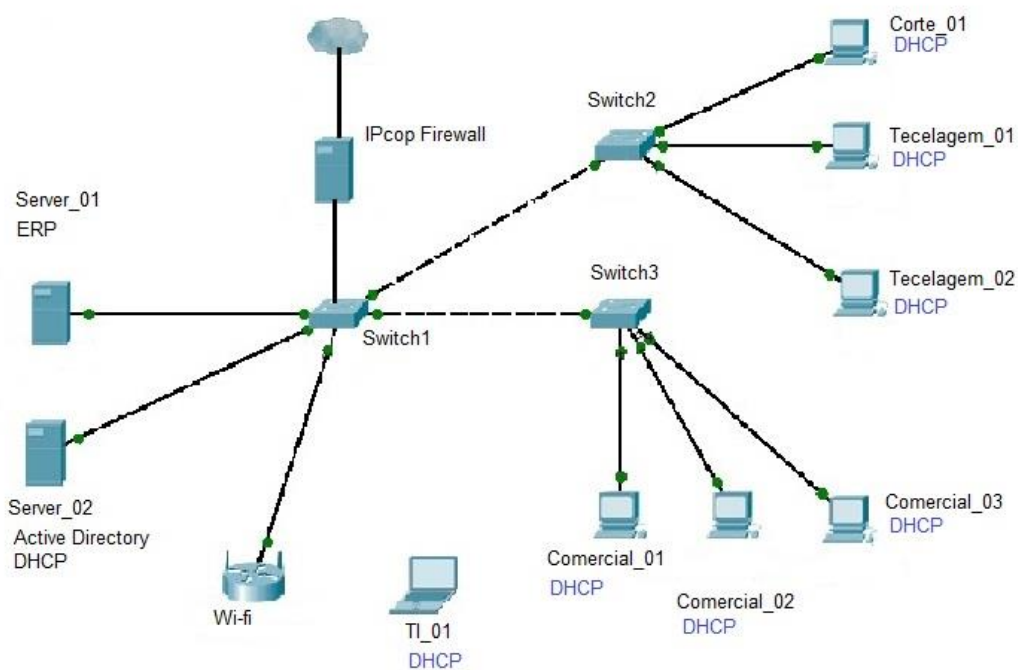 Corte_01
DHCP
Switch2
IPcop Firewall
Tecelagem_01
DHCP
Server_01
ERP
Switch3
Tecelagem_02
DHCP
Switch1
Server_02
Active Directory
DHCP
Wi-fi
TI_01
DHCP
Comercial_01
DHCP
Comercial_02
DHCP
Comercial_03
DHCP